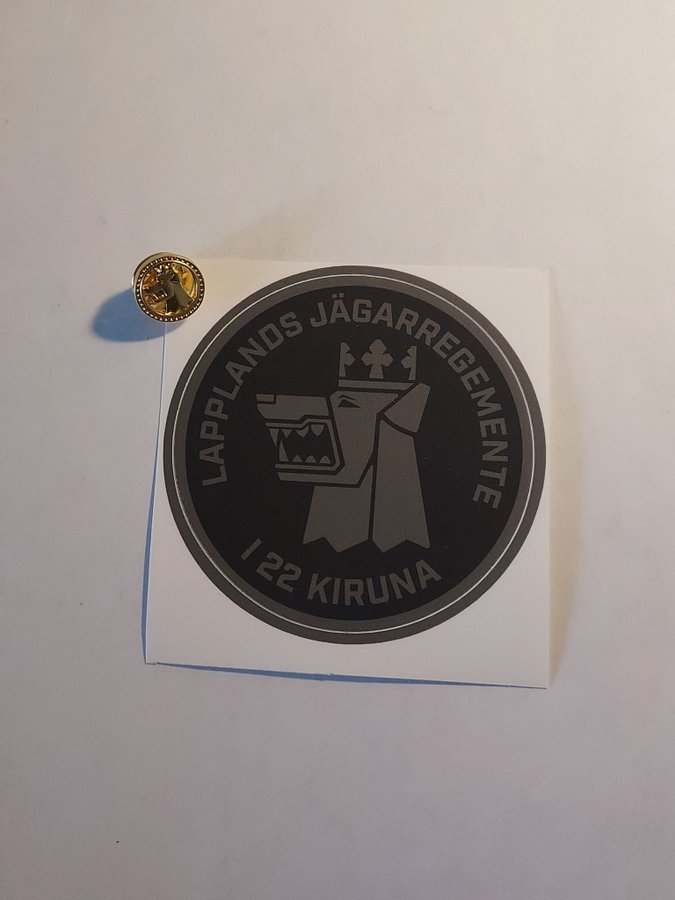 LAPPLANDS JÄGARREGEMENTE
I 22 KIRUNA